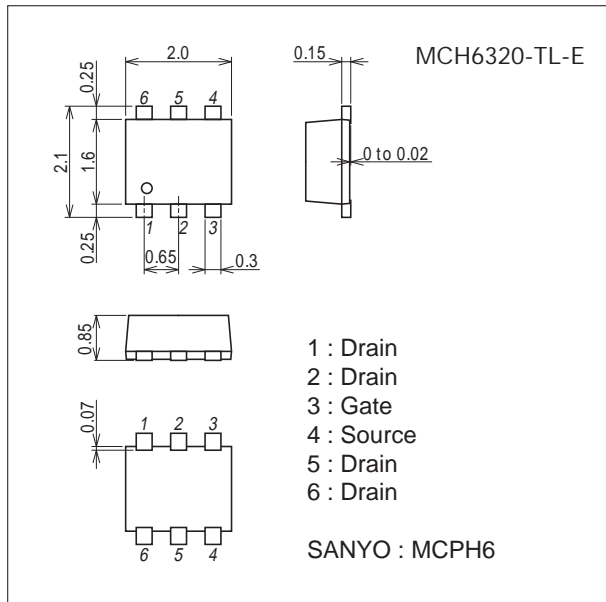 MCH6320-TL-E
2.0
0.15
0.25
6 5 4
2.1
1.6
0 to 0.02
0.25
1 2 3
0.65
0.3
0.85
1 : Drain
2 : Drain
3 : Gate
4 : Source
5 : Drain
6 : Drain
0.07
1 2 3
6 5 4
SANYO : MCPH6